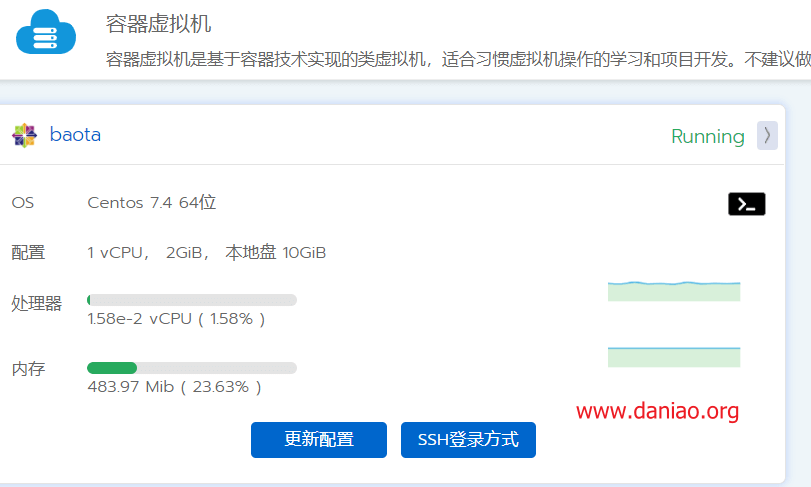 容器虚拟机
容器虚拟机是基于容器技术实现的类虚拟机，适合习惯虚拟机操作的学习和项目开发。不建议做
baota
Running
OS Centos 7.4 64位
配置 1 vCPU， 2GiB， 本地盘 10GiB
处理器
1.58e-2 vCPU ( 1.58% )
内存
483.97 Mib ( 23.63% )
www.daniao.org
更新配置 SSH登录方式